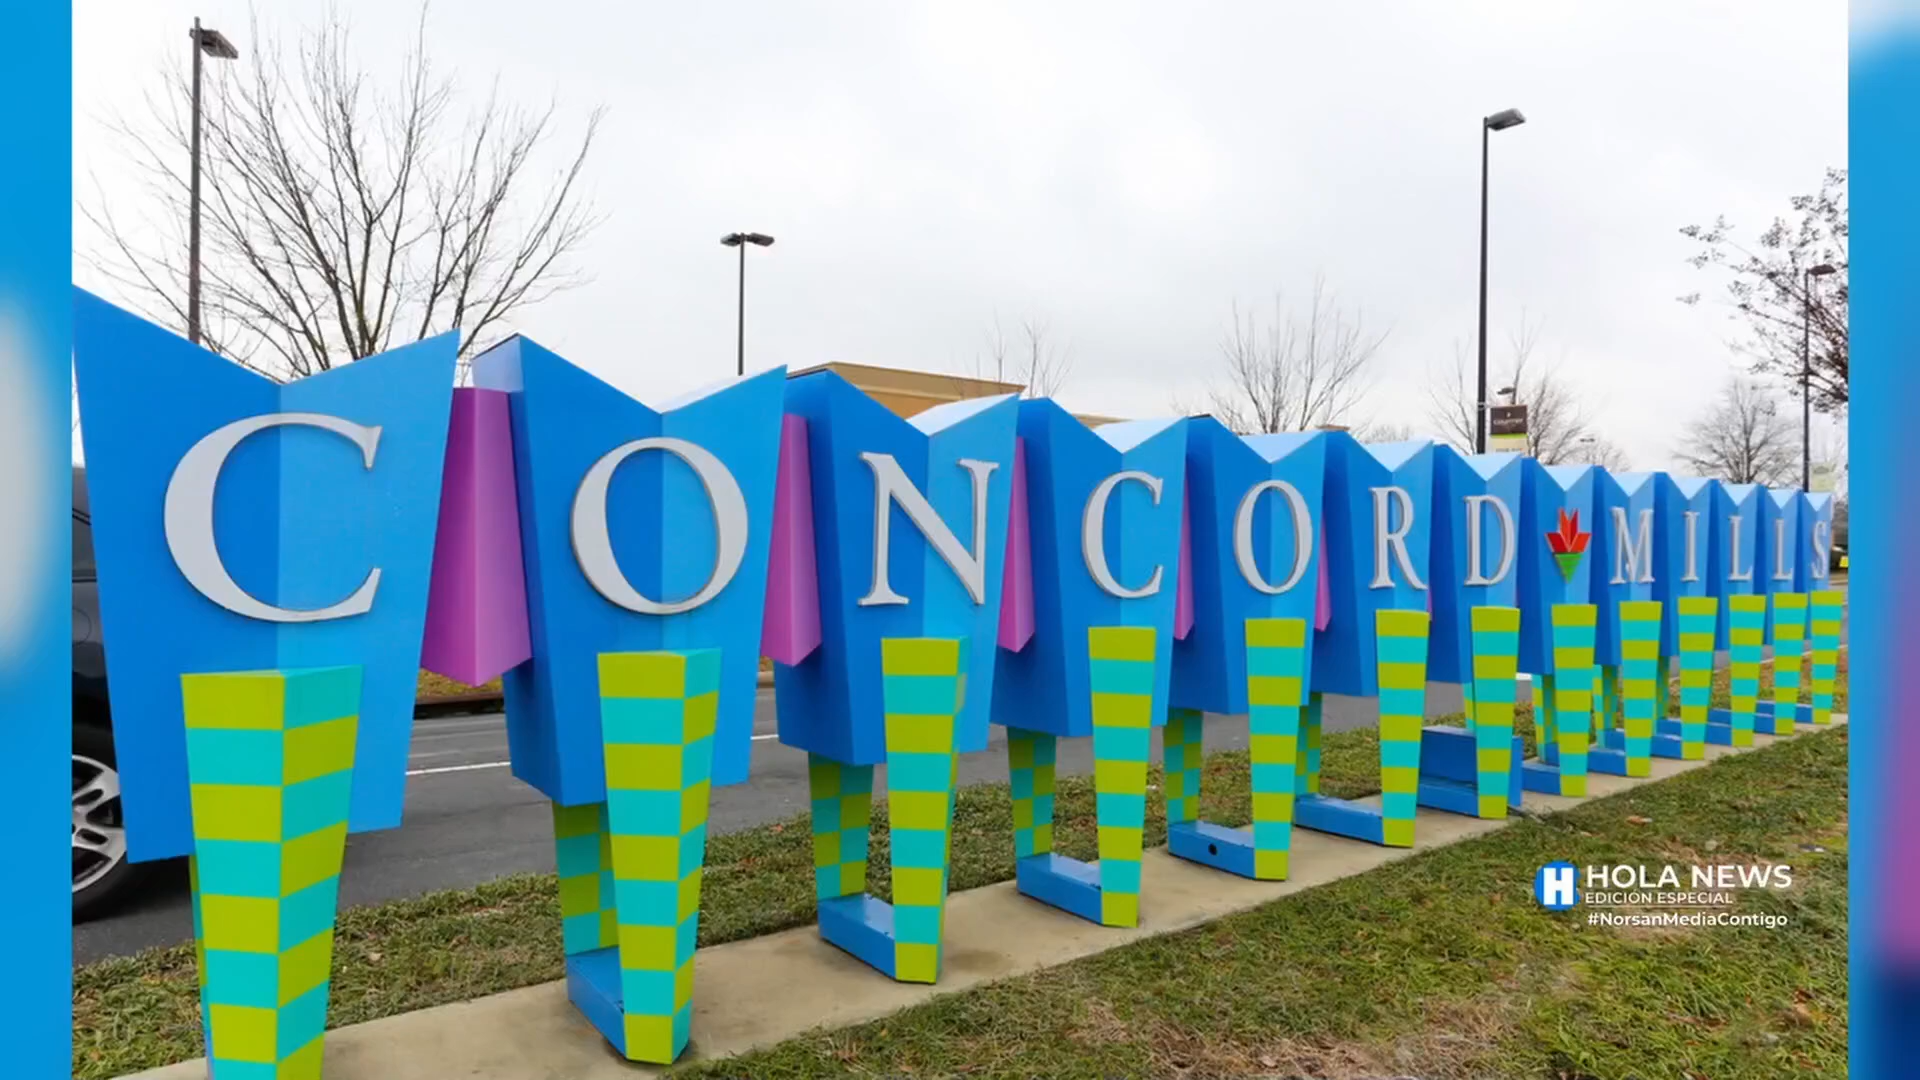 CONCORD MILLS
HOLA NEWS
EDICIÓN ESPECIAL
#NorsanMediaContigo